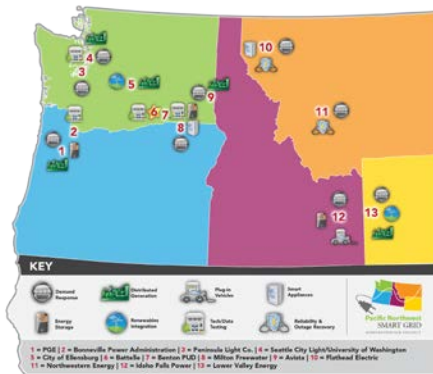 4
10
3
5
9
11
6
7
2
8
1
12
13
KEY
Demand Response
Distributed Generation
Plug-in Vehicles
Smart Appliances
Energy Storage
Renewables Integration
Tech/Data Testing
Reliability & Outage Recovery
Pacific Northwest
SMART GRID
DEMONSTRATION PROJECT
1 = PGE | 2 = Bonneville Power Administration | 3 = Peninsula Light Co. | 4 = Seattle City Light/University of Washington
5 = City of Ellensburg | 6 = Battelle | 7 = Benton PUD | 8 = Milton Freewater | 9 = Avista | 10 = Flathead Electric
11 = Northwestern Energy | 12 = Idaho Falls Power | 13 = Lower Valley Energy